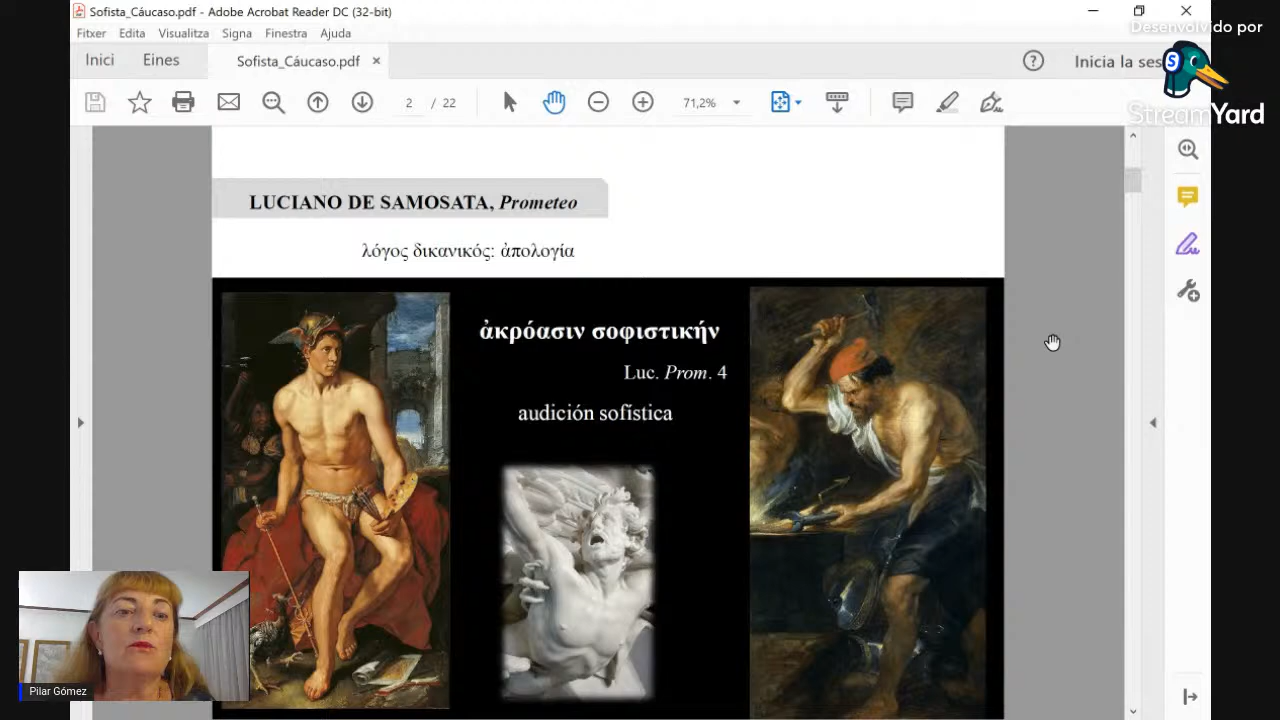 Sofista_Cáucaso.pdf - Adobe Acrobat Reader DC (32-bit)
Desenvolvido por
Fitxer Edita Visualitza Signa Finestra Ajuda
Inici Eines Sofista_Cáucaso.pdf × ? Inicia la ses
S
2 / 22 71,2%
StreamYard
LUCIANO DE SAMOSATA, Prometeo
λόγος δικανικός: ἀπολογία
ἀκρόασιν σοφιστικήν
Luc. Prom. 4
audición sofística
Pilar Gómez